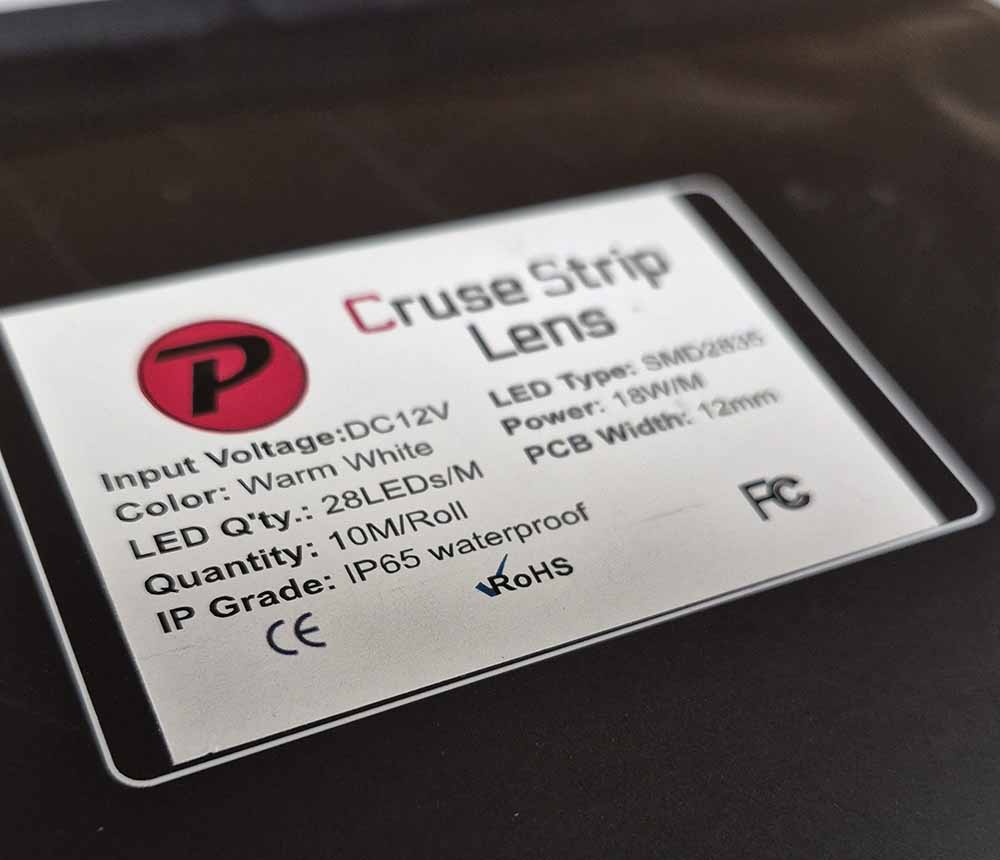 P
Cruse Strip
Lens
Input Voltage:DC12V
Color: Warm White
LED Q'ty.: 28LEDs/M
Quantity: 10M/Roll
IP Grade: IP65 waterproof
LED Type: SMD2835
Power: 18W/M
PCB Width: 12mm
CE
RoHS
FC